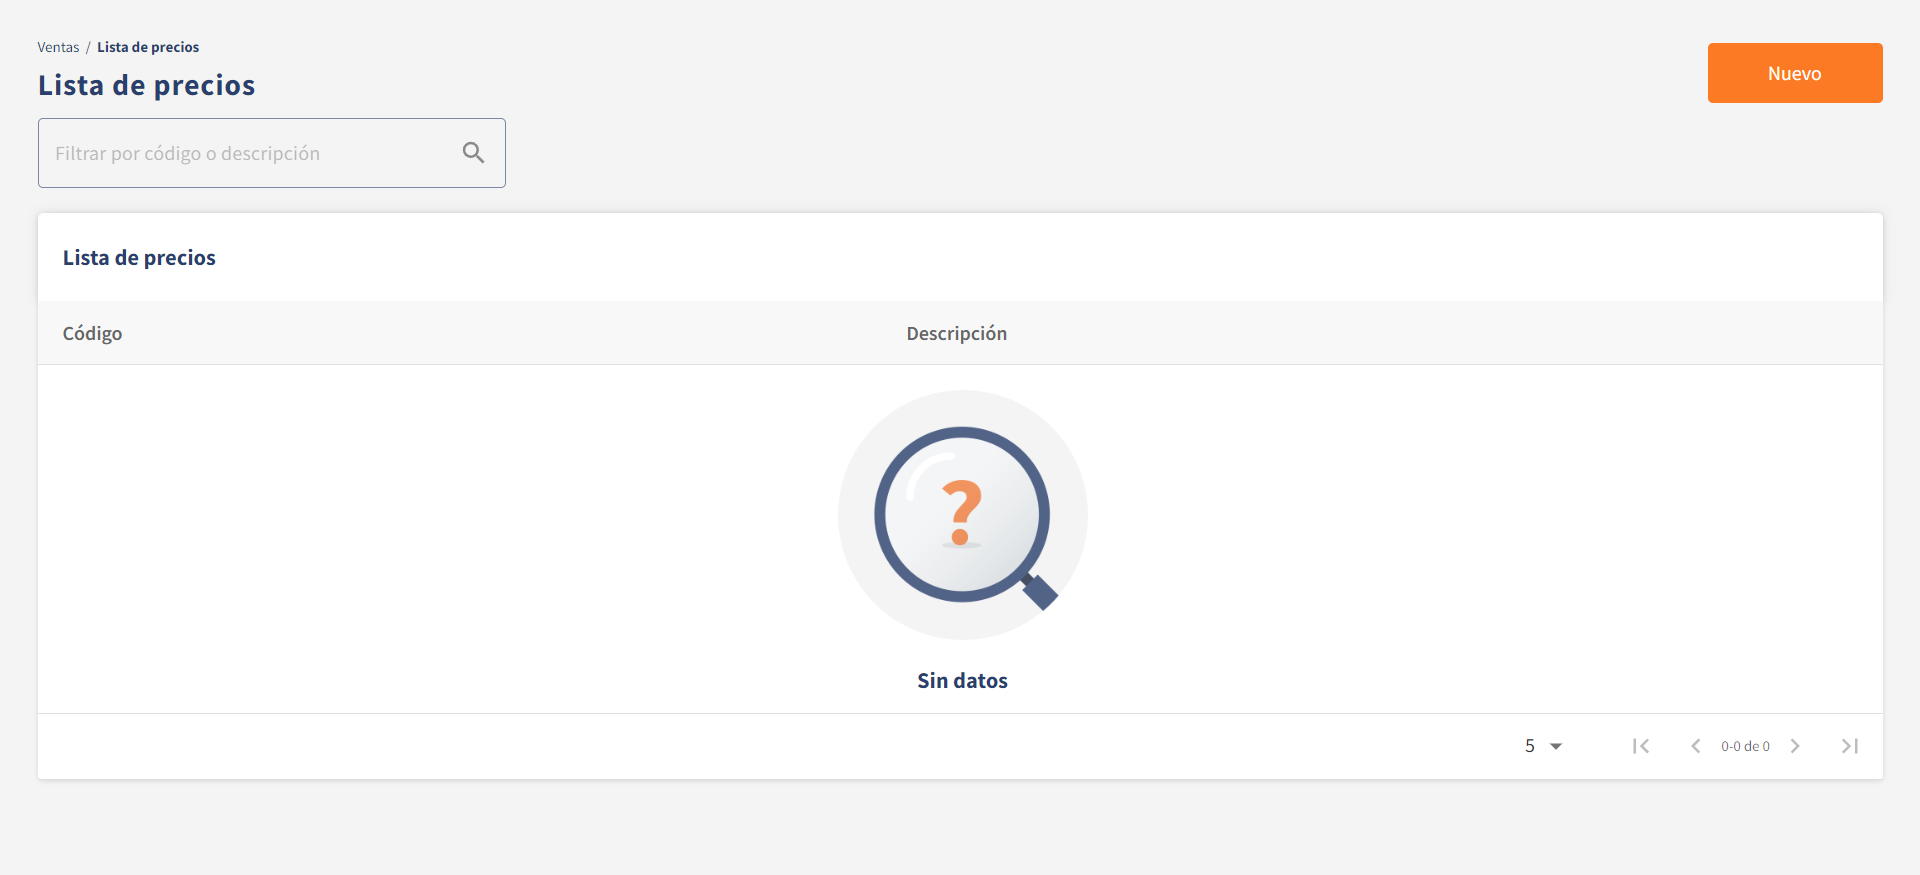 Ventas / Lista de precios
Lista de precios
Nuevo
Filtrar por código o descripción
Lista de precios
Código Descripción
?
Sin datos
5 0-0 de 0